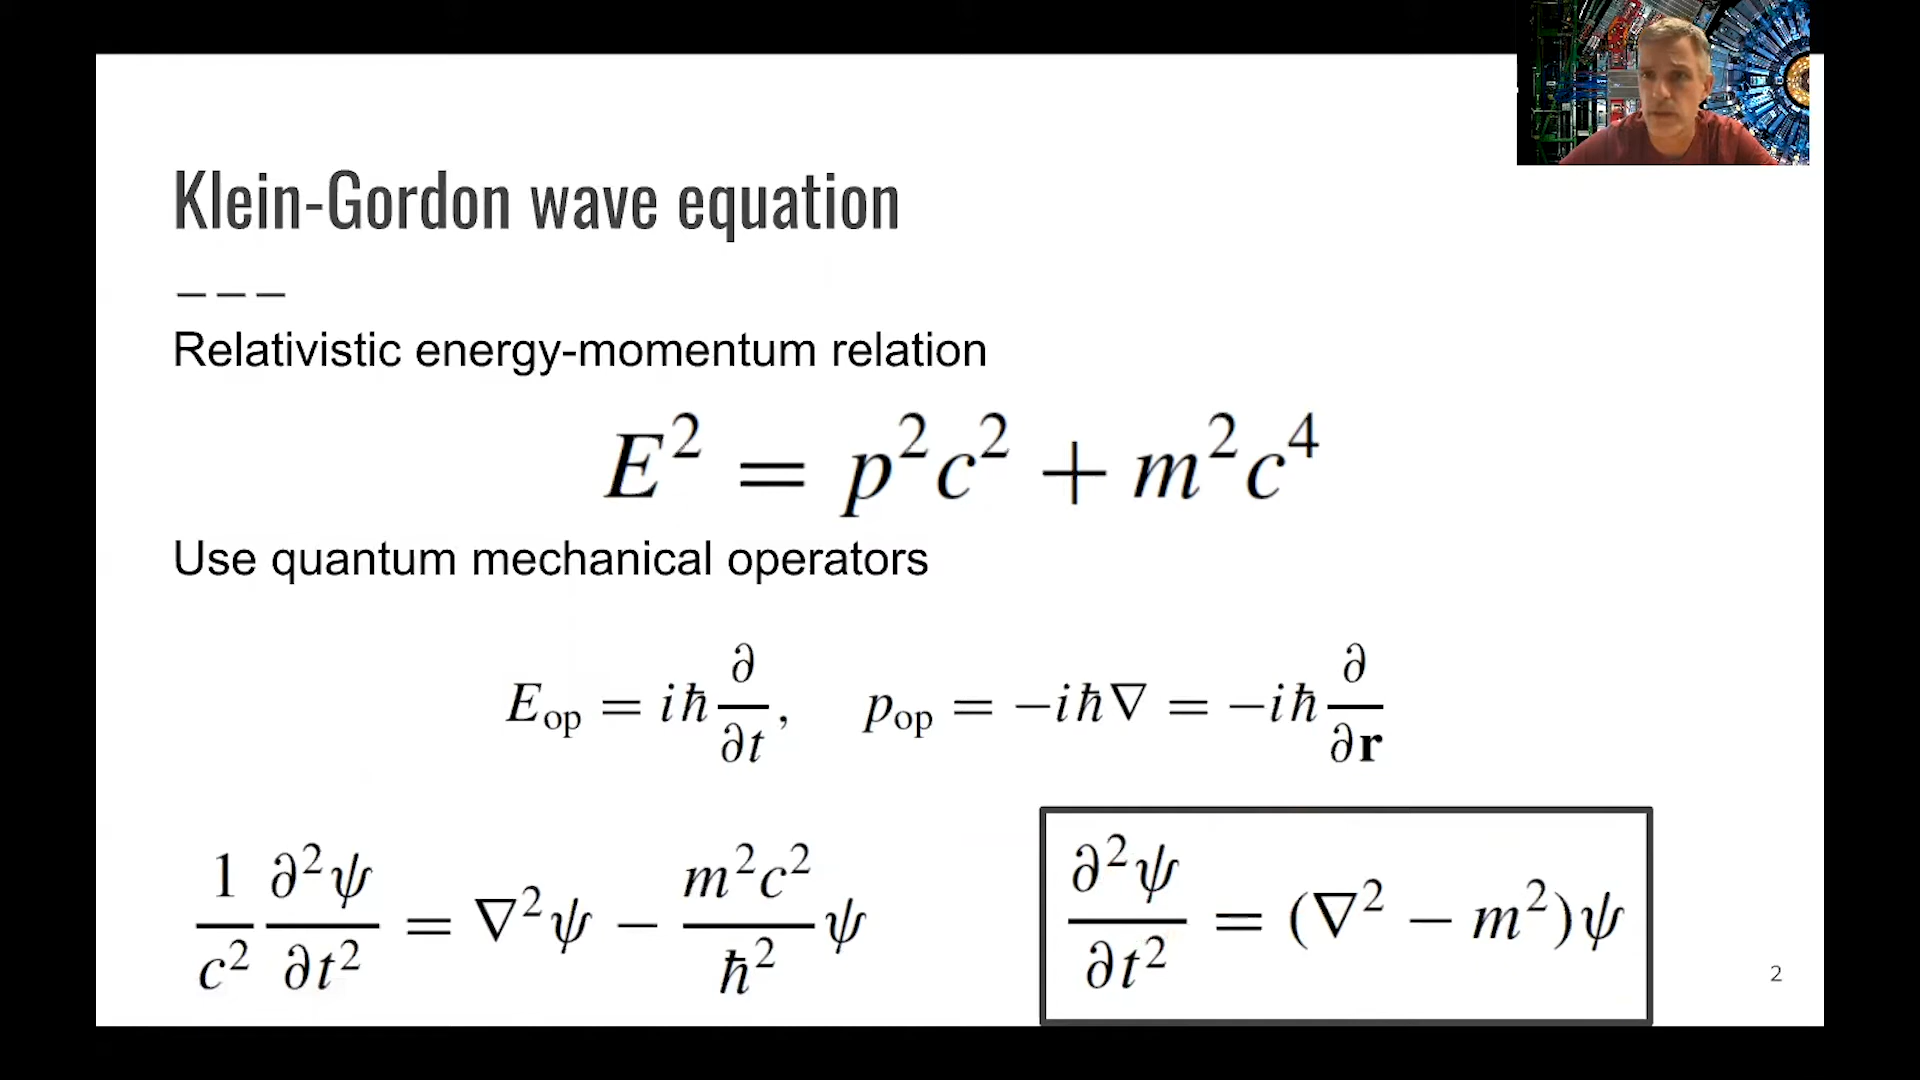 Klein-Gordon wave equation
Relativistic energy-momentum relation
E² = p²c² + m²c⁴
Use quantum mechanical operators
E_op = iħ ∂/∂t, p_op = −iħ∇ = −iħ ∂/∂𝐫
1/c² ∂²ψ/∂t² = ∇²ψ − m²c²/ħ² ψ
∂²ψ/∂t² = (∇² − m²)ψ
2